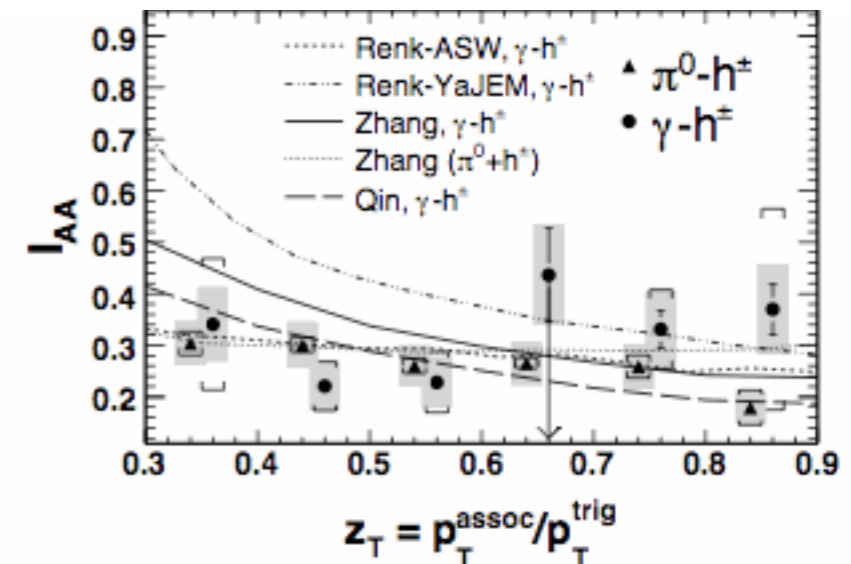 0.9
0.8
0.7
0.6
0.5
0.4
0.3
0.2
I_AA
Renk-ASW, γ-h±
Renk-YaJEM, γ-h±
Zhang, γ-h±
Zhang (π⁰+h±)
Qin, γ-h±
π⁰-h±
γ-h±
0.3 0.4 0.5 0.6 0.7 0.8 0.9
z_T = p_T^assoc/p_T^trig